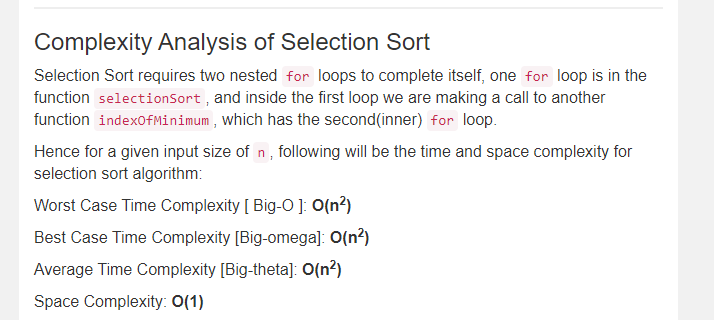 Complexity Analysis of Selection Sort
Selection Sort requires two nested for loops to complete itself, one for loop is in the
function selectionSort , and inside the first loop we are making a call to another
function indexOfMinimum , which has the second(inner) for loop.
Hence for a given input size of n , following will be the time and space complexity for
selection sort algorithm:
Worst Case Time Complexity [ Big-O ]: O(n²)
Best Case Time Complexity [Big-omega]: O(n²)
Average Time Complexity [Big-theta]: O(n²)
Space Complexity: O(1)